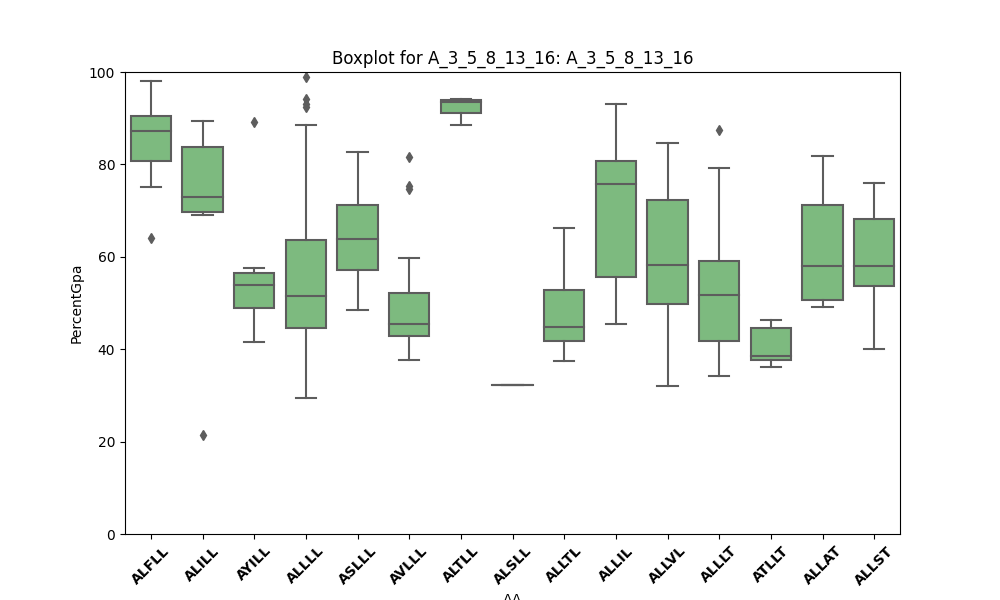 Boxplot for A_3_5_8_13_16: A_3_5_8_13_16
100
80
60
40
20
0
PercentGpa
ALFLL ALILL AYILL ALLLL ASLLL AVLLL ALTLL ALSLL ALLTL ALLIL ALLVL ALLLT ATLLT ALLAT ALLST
AA